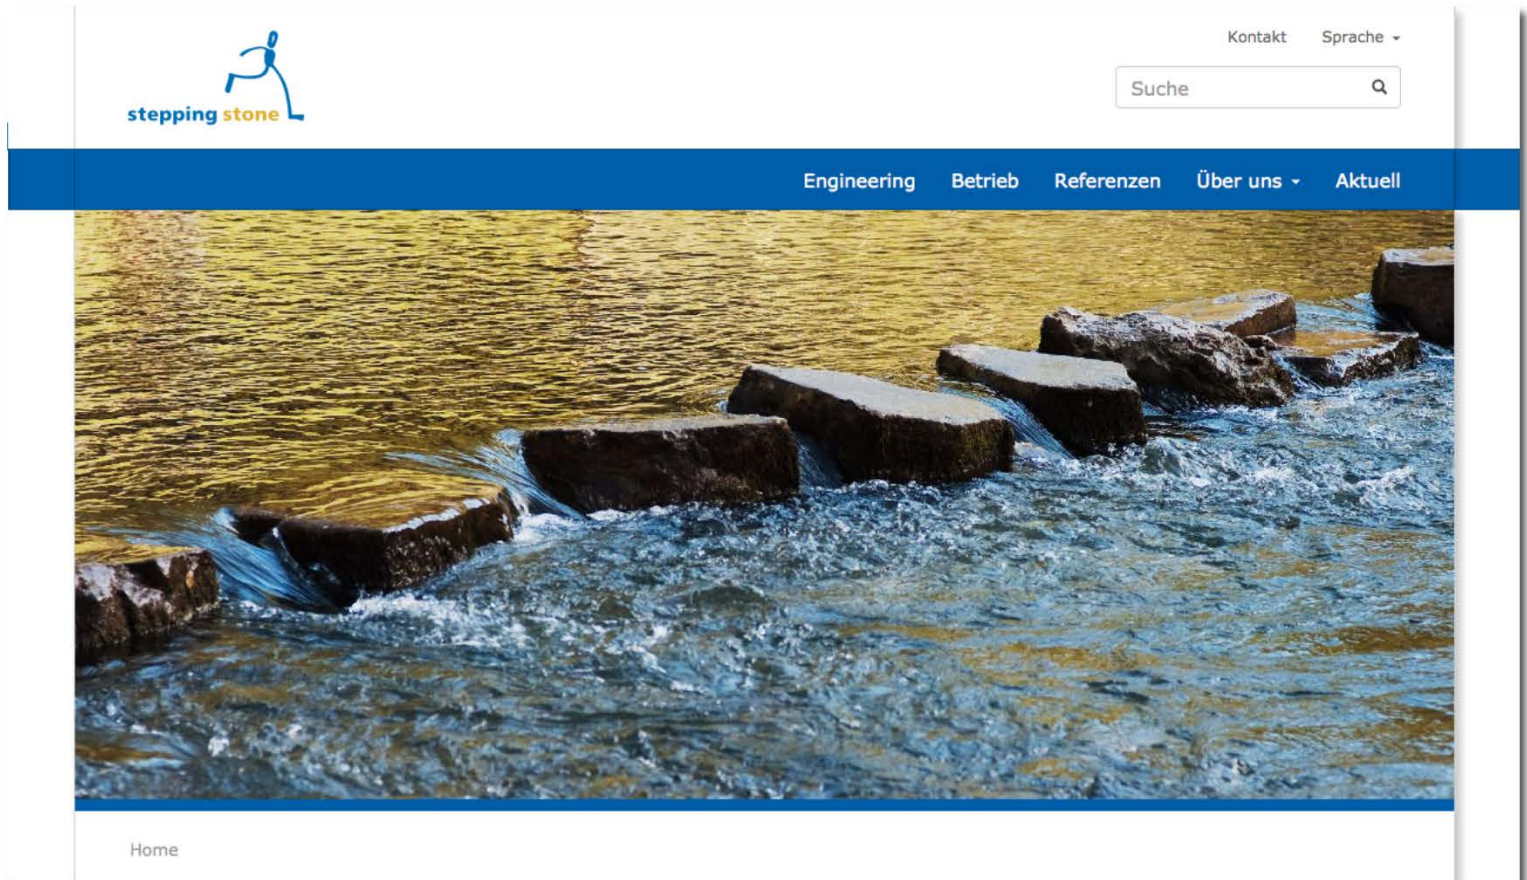 Kontakt Sprache
stepping stone
Suche
Engineering Betrieb Referenzen Über uns Aktuell
Home